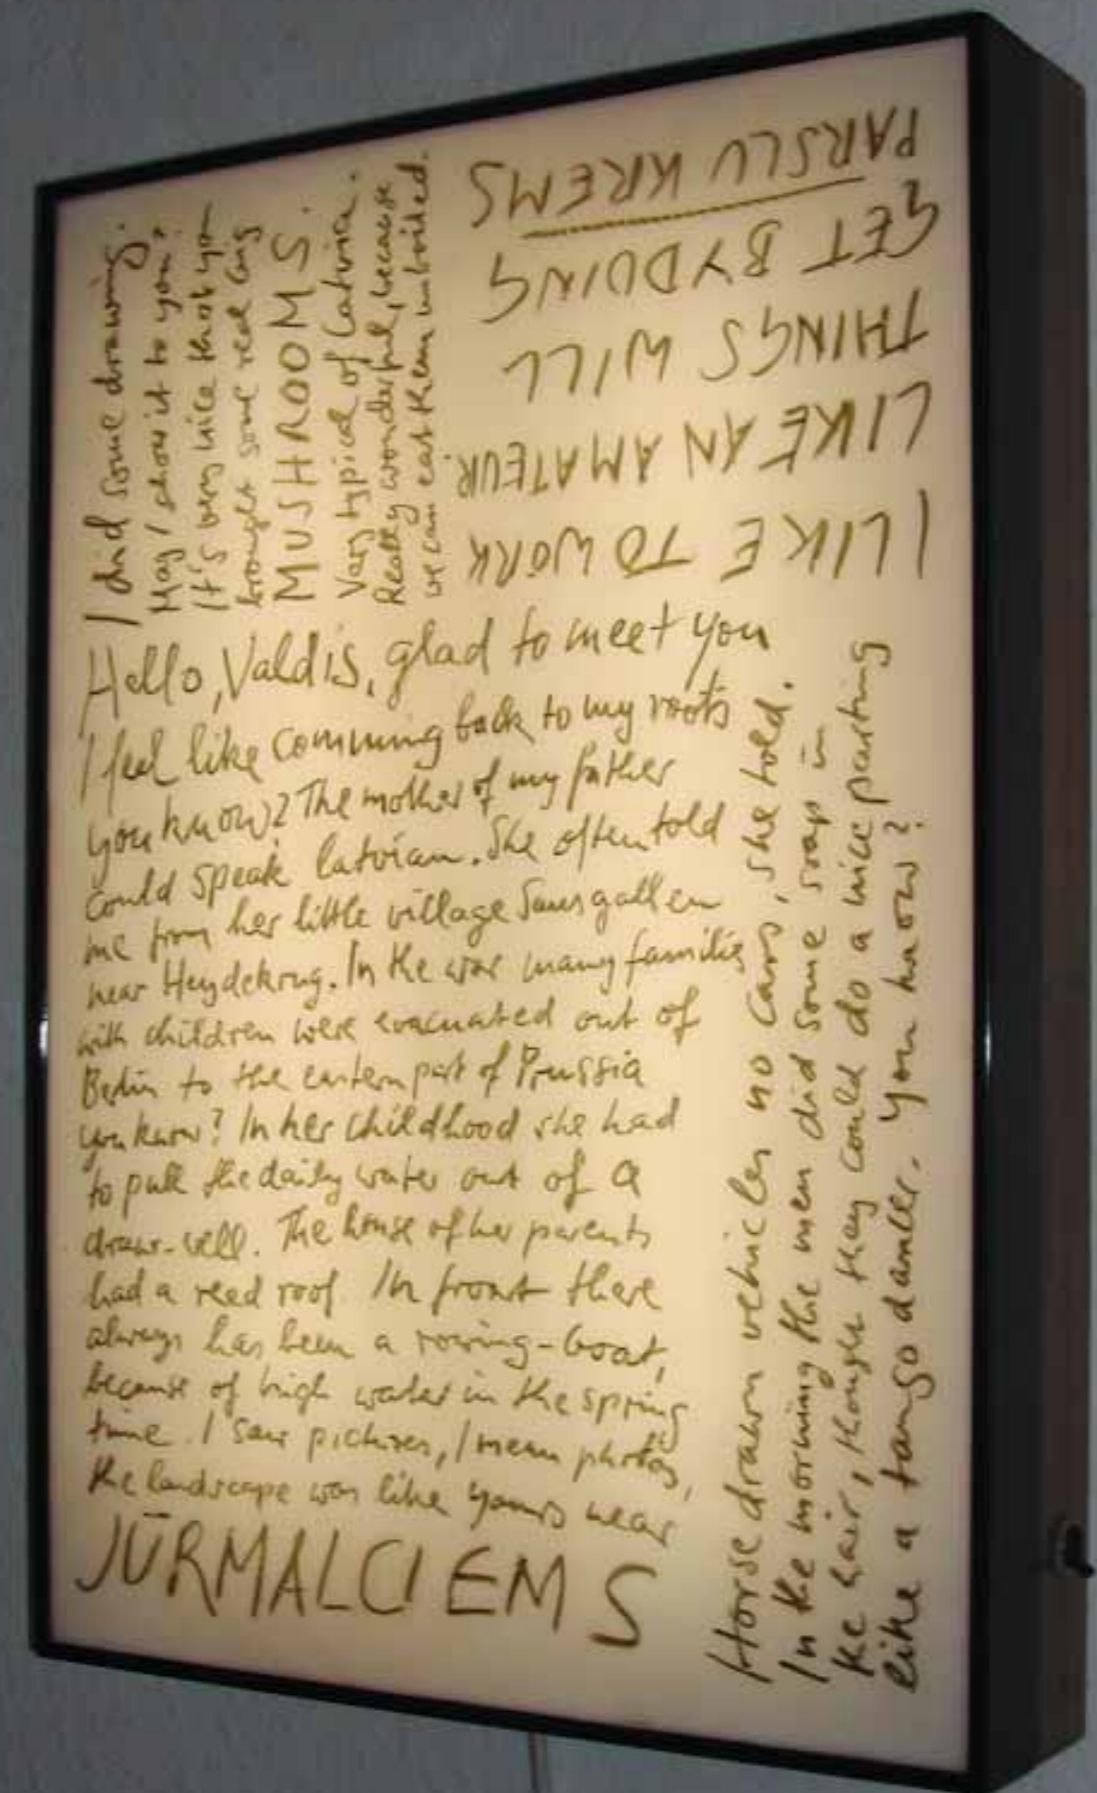 I did some drawing.
May I show it to you?
It's very nice that you
brought some real big
MUSHROOMS.
Very typical of Latvia.
Really wonderful, because
we can eat them unboiled.
I LIKE TO WORK
LIKE AN AMATEUR.
THINGS WILL
GET BY DOING
PARSLU KREMS
Hello, Valdis, glad to meet you
I feel like comming back to my roots
you know? The mother of my father
could speak latvian. She often told
me from her little village Sausgallen
near Heydekrug. In the war many families
with children were evacuated out of
Berlin to the eastern part of Prussia
you know? In her childhood she had
to pull the daily water out of a
draw-well. The house of her parents
had a reed roof. In front there
always has been a rowing-boat,
because of high water in the spring
time. I saw pictures, I mean photos,
the landscape was like yours near
JŪRMALCIEMS
Horse drawn vehicles no cars, she told.
In the morning the men did some soap in
the hair, though they could do a nice parting
like a tango dancer. You know?